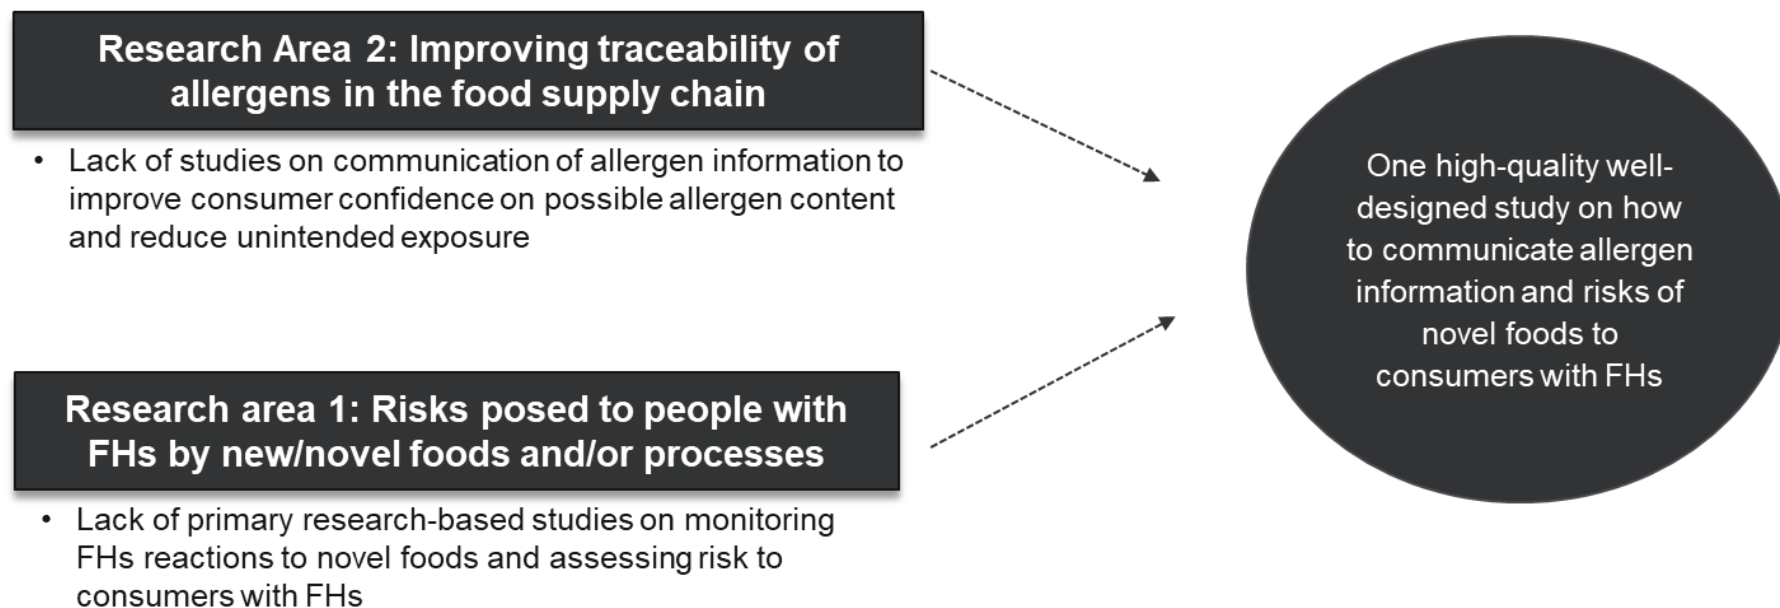 Research Area 2: Improving traceability of
allergens in the food supply chain
• Lack of studies on communication of allergen information to
improve consumer confidence on possible allergen content
and reduce unintended exposure
Research area 1: Risks posed to people with
FHs by new/novel foods and/or processes
• Lack of primary research-based studies on monitoring
FHs reactions to novel foods and assessing risk to
consumers with FHs
One high-quality well-
designed study on how
to communicate allergen
information and risks of
novel foods to
consumers with FHs